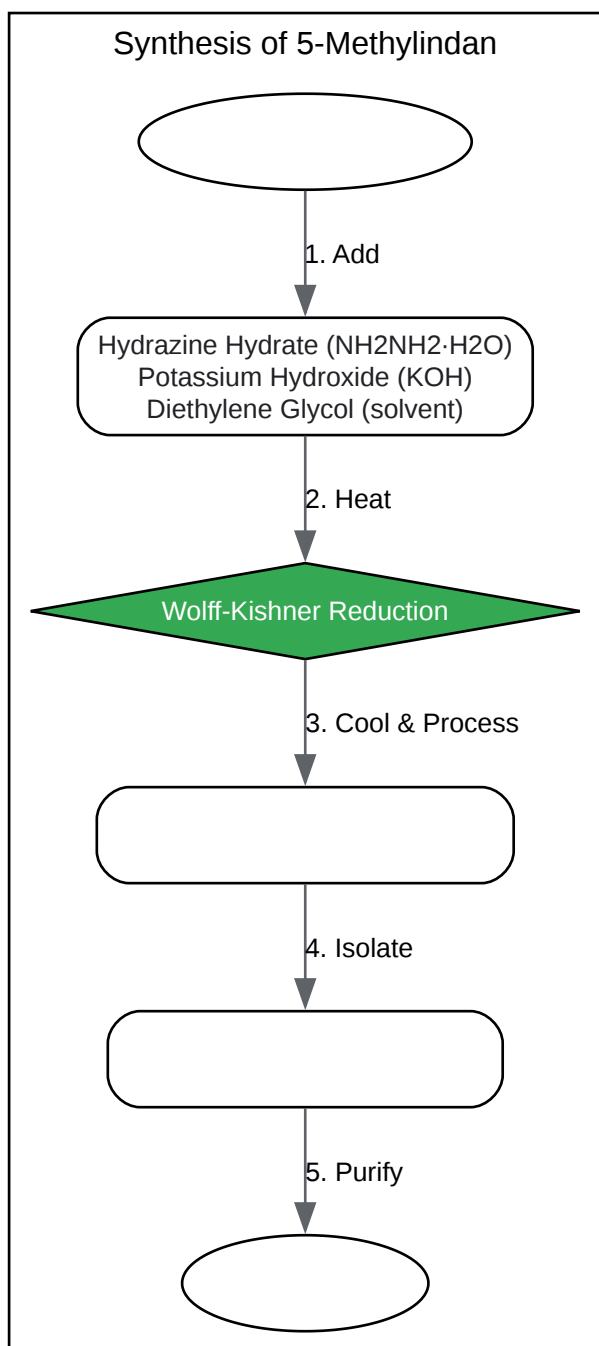 Synthesis of 5-Methylindan
1. Add
Hydrazine Hydrate (NH2NH2·H2O)
Potassium Hydroxide (KOH)
Diethylene Glycol (solvent)
2. Heat
Wolff-Kishner Reduction
3. Cool & Process
4. Isolate
5. Purify